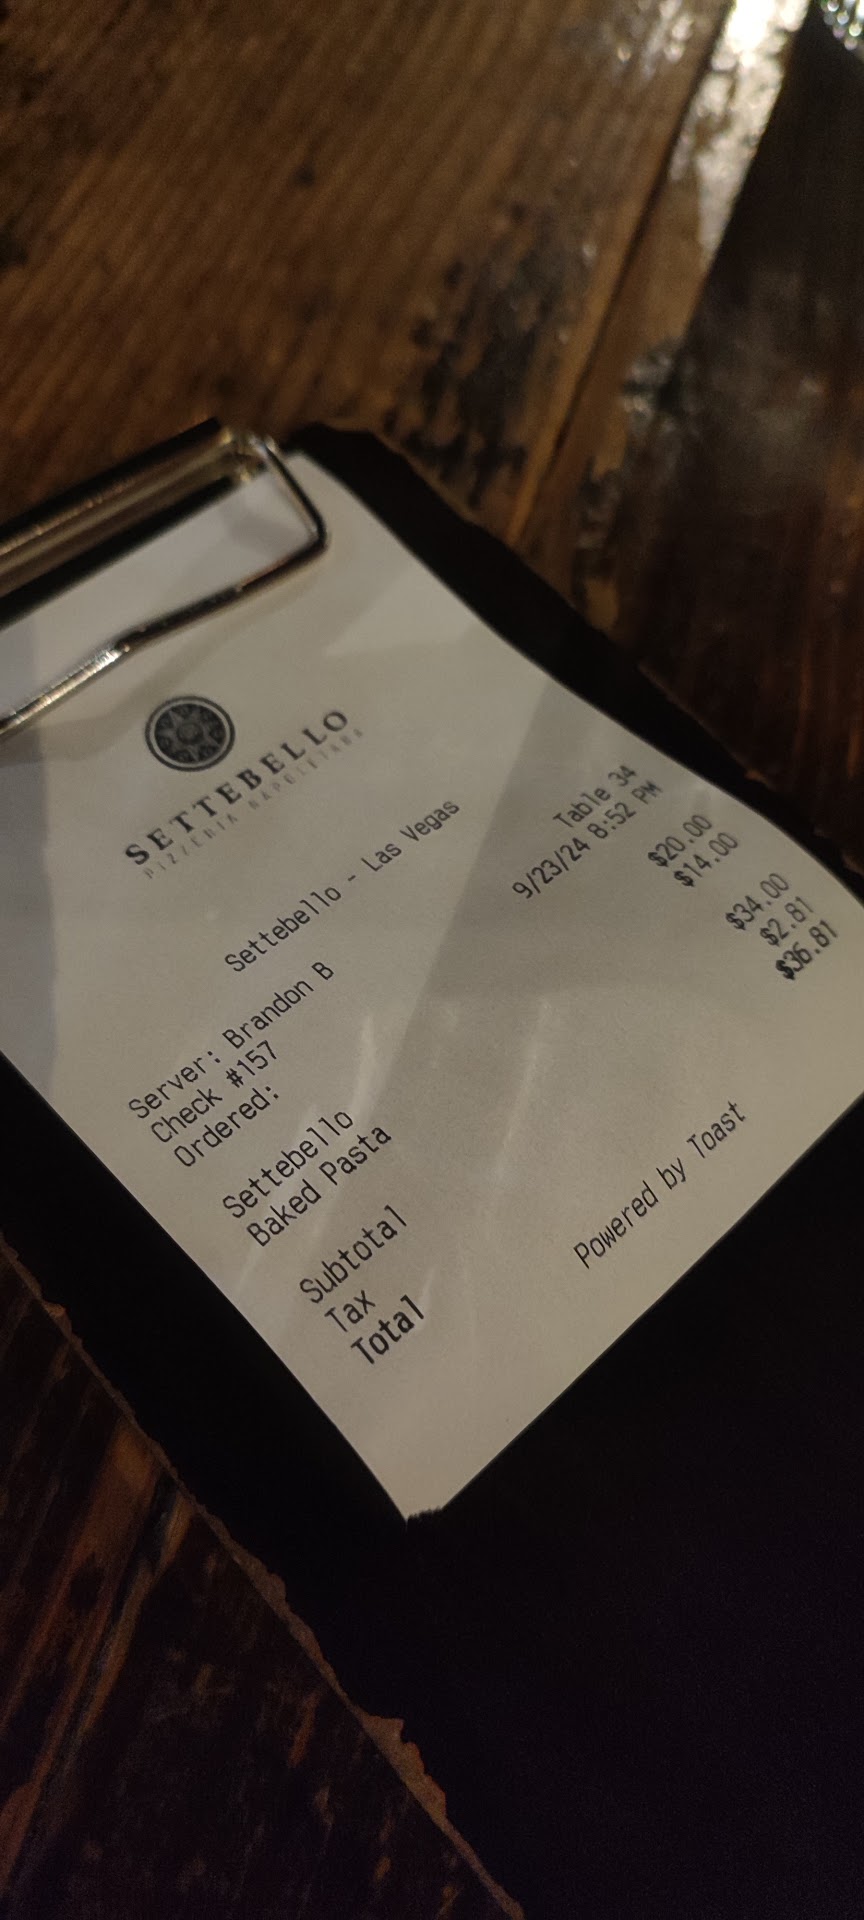 SETTEBELLO
PIZZERIA NAPOLETANA
Settebello - Las Vegas
Server: Brandon B Table 34
Check #157 9/23/24 8:52 PM
Ordered:
Settebello $20.00
Baked Pasta $14.00
Subtotal $34.00
Tax $2.81
Total $36.81
Powered by Toast